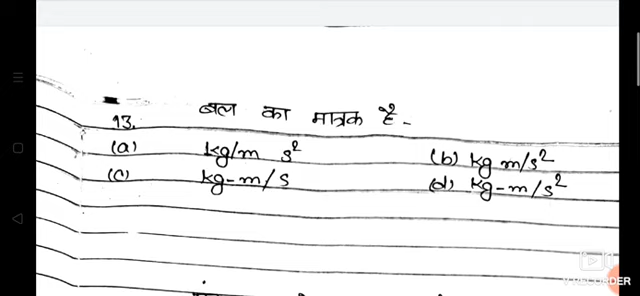 13. बल का मात्रक है -
(a) kg/m s² (b) kg m/s²
(c) kg-m/s (d) kg-m/s²